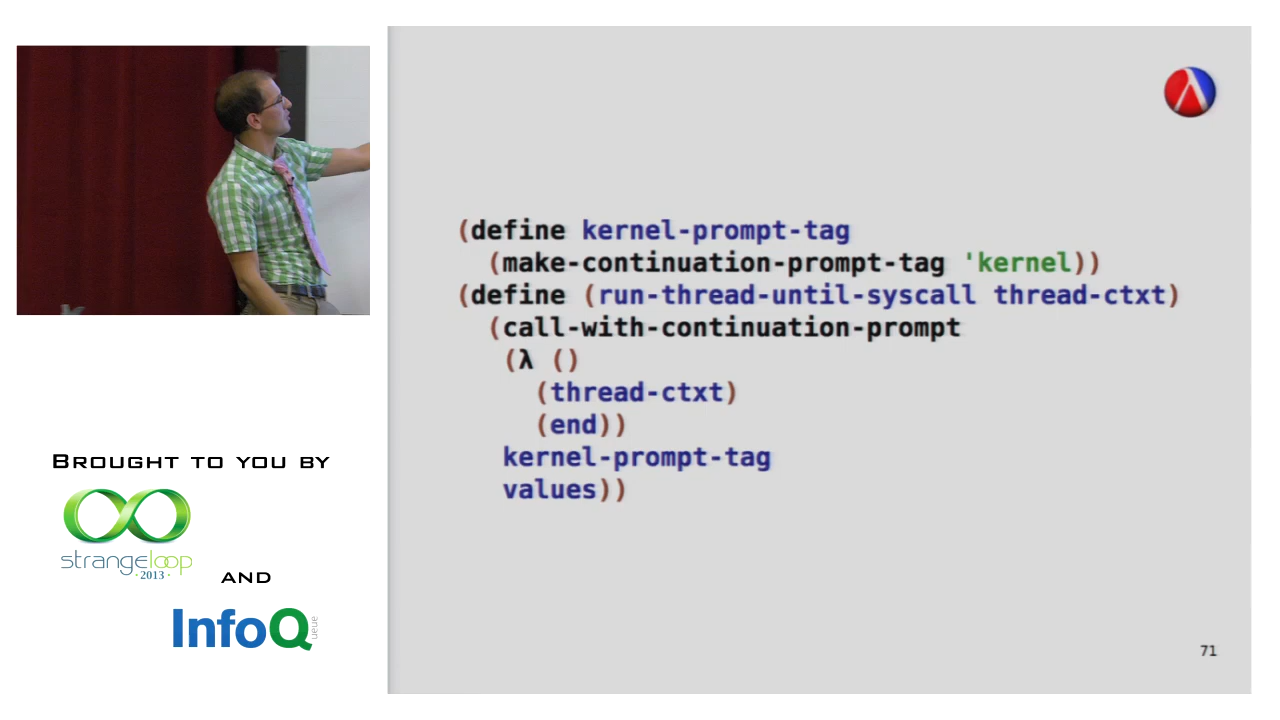 (define kernel-prompt-tag
(make-continuation-prompt-tag 'kernel))
(define (run-thread-until-syscall thread-ctxt)
(call-with-continuation-prompt
(λ ()
(thread-ctxt)
(end))
kernel-prompt-tag
values))
71
BROUGHT TO YOU BY
strangeloop
·2013·
AND
InfoQ
ueue